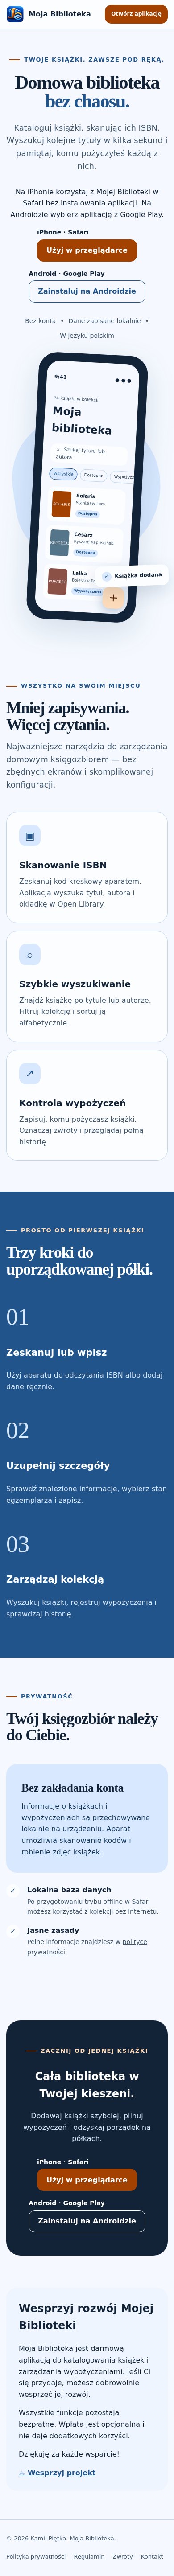 Moja Biblioteka
Otwórz aplikację
TWOJE KSIĄŻKI. ZAWSZE POD RĘKĄ.
Domowa biblioteka
bez chaosu.
Kataloguj książki, skanując ich ISBN.
Wyszukuj kolejne tytuły w kilka sekund i
pamiętaj, komu pożyczyłeś każdą z
nich.
Na iPhone korzystaj z Mojej Biblioteki w
Safari bez instalowania aplikacji. Na
Androidzie wybierz aplikację z Google Play.
iPhone · Safari
Użyj w przeglądarce
Android · Google Play
Zainstaluj na Androidzie
Bez konta • Dane zapisane lokalnie •
W języku polskim
9:41
24 książki w kolekcji
Moja
biblioteka
⌕ Szukaj tytułu lub
autora
Wszystkie Dostępne
SOLARIS
Solaris
Stanisław Lem
Dostępna
Cesarz
Ryszard Kapuściński
Dostępna
Lalka
✓ Książka dodana
+
WSZYSTKO NA SWOIM MIEJSCU
Mniej zapisywania.
Więcej czytania.
Najważniejsze narzędzia do zarządzania
domowym księgozbiorem — bez
zbędnych ekranów i skomplikowanej
konfiguracji.
Skanowanie ISBN
Zeskanuj kod kreskowy aparatem.
Aplikacja wyszuka tytuł, autora i
okładkę w Open Library.
Szybkie wyszukiwanie
Znajdź książkę po tytule lub autorze.
Filtruj kolekcję i sortuj ją
alfabetycznie.
Kontrola wypożyczeń
Zapisuj, komu pożyczasz książki.
Oznaczaj zwroty i przeglądaj pełną
historię.
PROSTO OD PIERWSZEJ KSIĄŻKI
Trzy kroki do
uporządkowanej półki.
01
Zeskanuj lub wpisz
Użyj aparatu do odczytania ISBN albo dodaj
dane ręcznie.
02
Uzupełnij szczegóły
Sprawdź znalezione informacje, wybierz stan
egzemplarza i zapisz.
03
Zarządzaj kolekcją
Wyszukuj książki, rejestruj wypożyczenia i
sprawdzaj historię.
PRYWATNOŚĆ
Twój księgozbiór należy
do Ciebie.
Bez zakładania konta
Informacje o książkach i
wypożyczeniach są przechowywane
lokalnie na urządzeniu. Aparat
umożliwia skanowanie kodów i
robienie zdjęć książek.
✓ Lokalna baza danych
Po przygotowaniu trybu offline w Safari
możesz korzystać z kolekcji bez internetu.
✓ Jasne zasady
Pełne informacje znajdziesz w polityce
prywatności.
ZACZNIJ OD JEDNEJ KSIĄŻKI
Cała biblioteka w
Twojej kieszeni.
Dodawaj książki szybciej, pilnuj
wypożyczeń i odzyskaj porządek na
półkach.
iPhone · Safari
Użyj w przeglądarce
Android · Google Play
Zainstaluj na Androidzie
Wesprzyj rozwój Mojej
Biblioteki
Moja Biblioteka jest darmową
aplikacją do katalogowania książek i
zarządzania wypożyczeniami. Jeśli Ci
się przydaje, możesz dobrowolnie
wesprzeć jej rozwój.
Wszystkie funkcje pozostają
bezpłatne. Wpłata jest opcjonalna i
nie daje dodatkowych korzyści.
Dziękuję za każde wsparcie!
☕ Wesprzyj projekt
© 2026 Kamil Piętka. Moja Biblioteka.
Polityka prywatności Regulamin Zwroty Kontakt